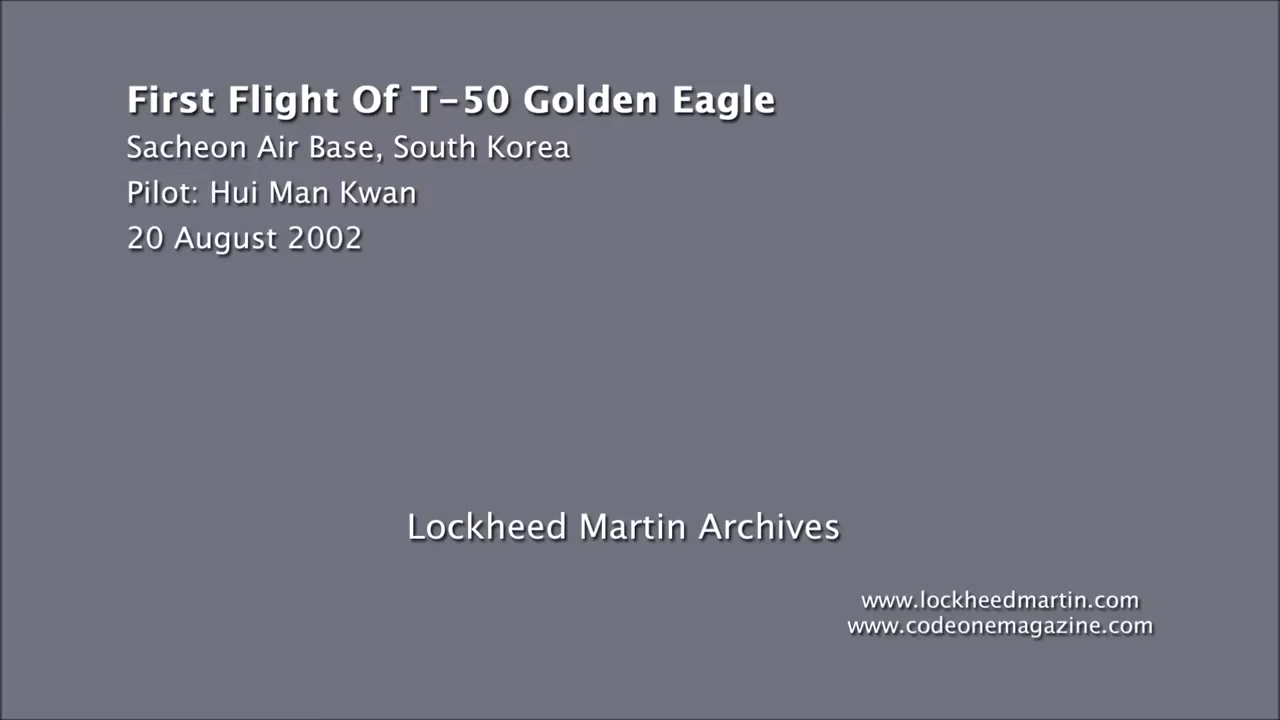 First Flight Of T-50 Golden Eagle
Sacheon Air Base, South Korea
Pilot: Hui Man Kwan
20 August 2002
Lockheed Martin Archives
www.lockheedmartin.com
www.codeonemagazine.com